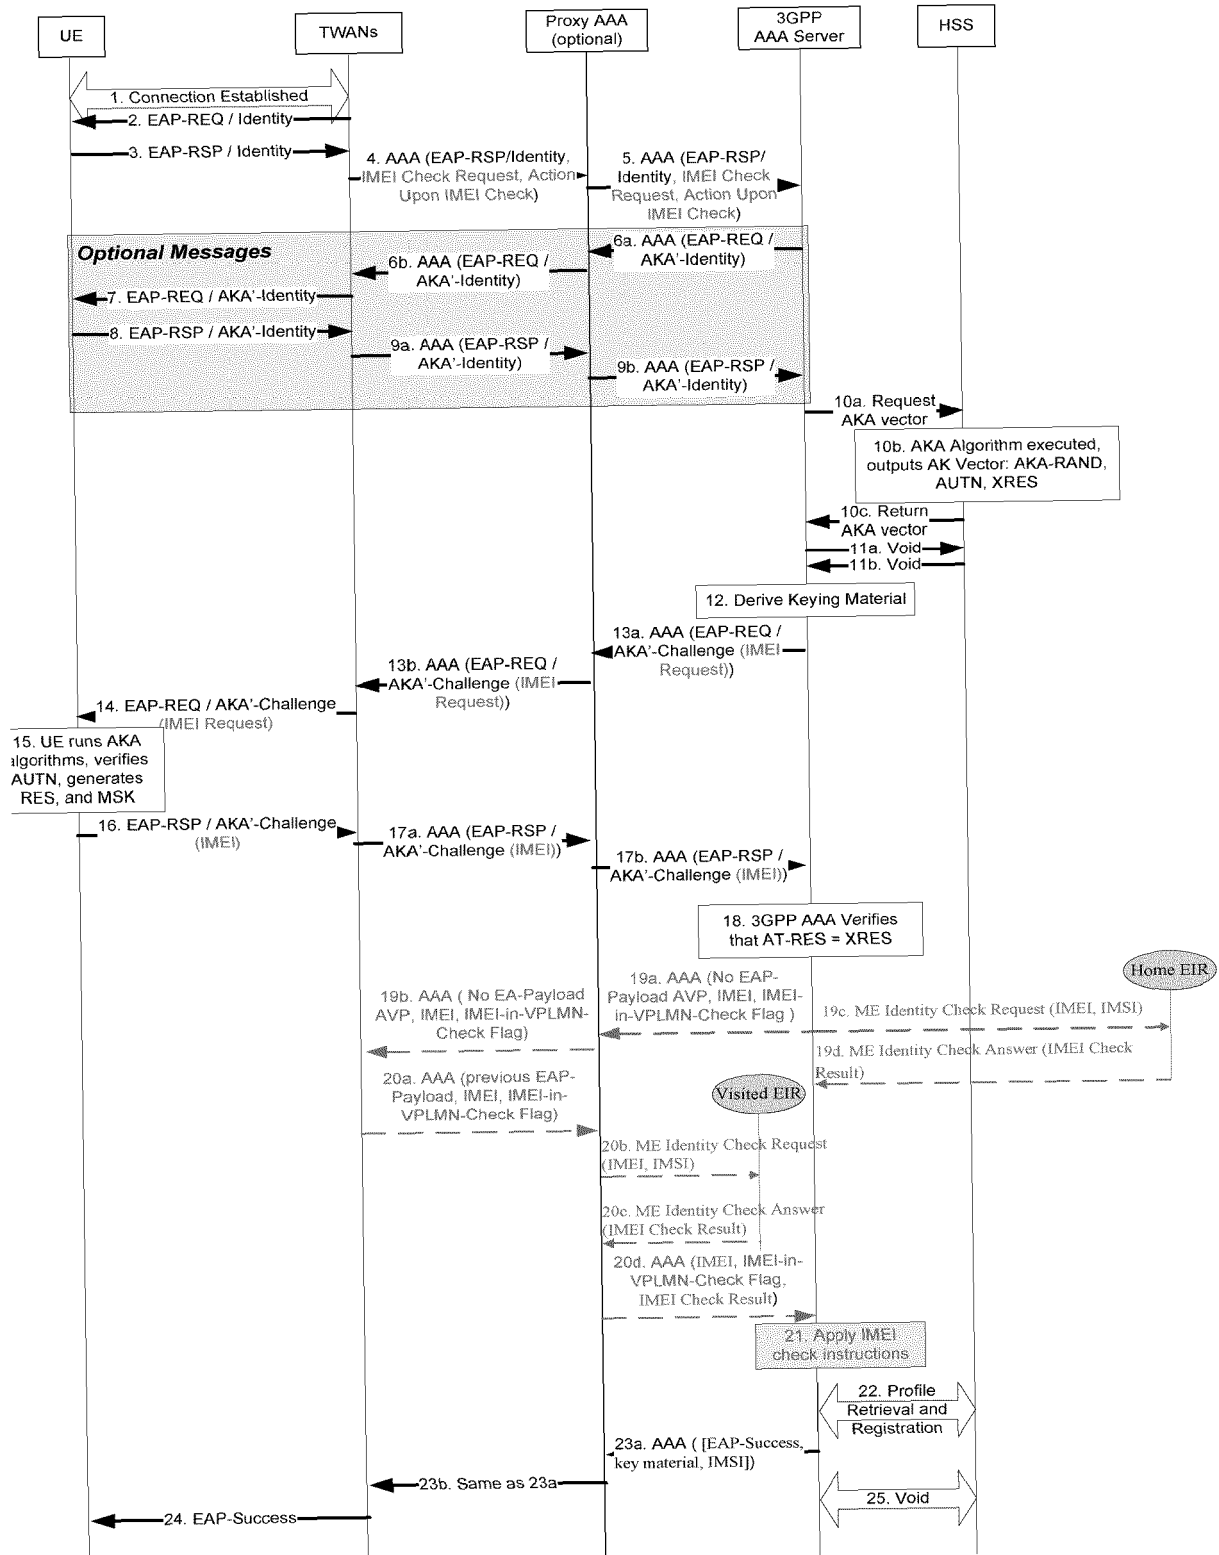 UE
TWANs
Proxy AAA
(optional)
3GPP
AAA Server
HSS
1. Connection Established
2. EAP-REQ / Identity
3. EAP-RSP / Identity
4. AAA (EAP-RSP/Identity,
IMEI Check Request, Action
Upon IMEI Check)
5. AAA (EAP-RSP/
Identity, IMEI Check
Request, Action Upon
IMEI Check)
Optional Messages
6a. AAA (EAP-REQ /
AKA'-Identity)
6b. AAA (EAP-REQ /
AKA'-Identity)
7. EAP-REQ / AKA'-Identity
8. EAP-RSP / AKA'-Identity
9a. AAA (EAP-RSP /
AKA'-Identity)
9b. AAA (EAP-RSP /
AKA'-Identity)
10a. Request
AKA vector
10b. AKA Algorithm executed,
outputs AK Vector: AKA-RAND,
AUTN, XRES
10c. Return
AKA vector
11a. Void
11b. Void
12. Derive Keying Material
13a. AAA (EAP-REQ /
AKA'-Challenge (IMEI
Request))
13b. AAA (EAP-REQ /
AKA'-Challenge (IMEI
Request))
14. EAP-REQ / AKA'-Challenge
(IMEI Request)
15. UE runs AKA
algorithms, verifies
AUTN, generates
RES, and MSK
16. EAP-RSP / AKA'-Challenge
(IMEI)
17a. AAA (EAP-RSP /
AKA'-Challenge (IMEI))
17b. AAA (EAP-RSP /
AKA'-Challenge (IMEI))
18. 3GPP AAA Verifies
that AT-RES = XRES
Home EIR
19a. AAA (No EAP-
Payload AVP, IMEI, IMEI-
in-VPLMN-Check Flag )
19b. AAA ( No EA-Payload
AVP, IMEI, IMEI-in-VPLMN-
Check Flag)
19c. ME Identity Check Request (IMEI, IMSI)
19d. ME Identity Check Answer (IMEI Check
Result)
20a. AAA (previous EAP-
Payload, IMEI, IMEI-in-
VPLMN-Check Flag)
Visited EIR
20b. ME Identity Check Request
(IMEI, IMSI)
20c. ME Identity Check Answer
(IMEI Check Result)
20d. AAA (IMEI, IMEI-in-
VPLMN-Check Flag,
IMEI Check Result)
21. Apply IMEI
check instructions
22. Profile
Retrieval and
Registration
23a. AAA ( [EAP-Success,
key material, IMSI])
23b. Same as 23a
25. Void
24. EAP-Success